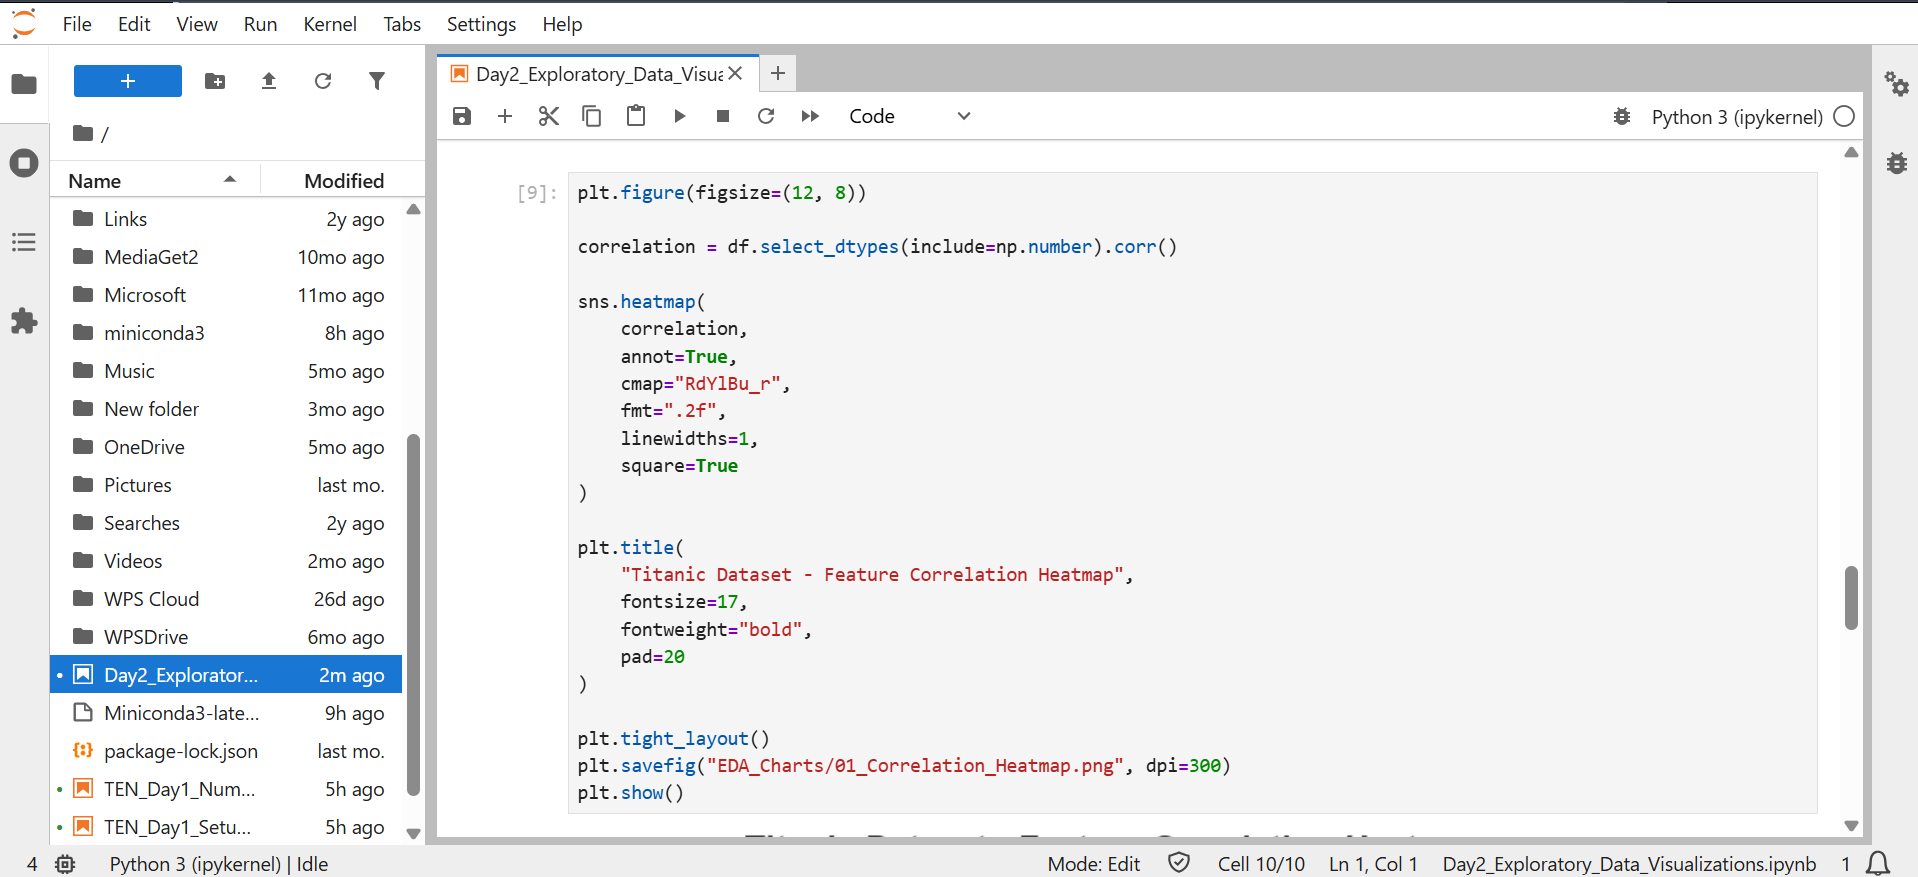 File Edit View Run Kernel Tabs Settings Help
Day2_Exploratory_Data_Visua
Code
Python 3 (ipykernel)
/
Name Modified
Links 2y ago
MediaGet2 10mo ago
Microsoft 11mo ago
miniconda3 8h ago
Music 5mo ago
New folder 3mo ago
OneDrive 5mo ago
Pictures last mo.
Searches 2y ago
Videos 2mo ago
WPS Cloud 26d ago
WPSDrive 6mo ago
Day2_Explorator... 2m ago
Miniconda3-late... 9h ago
package-lock.json last mo.
TEN_Day1_Num... 5h ago
TEN_Day1_Setu... 5h ago
[9]:
plt.figure(figsize=(12, 8))
correlation = df.select_dtypes(include=np.number).corr()
sns.heatmap(
    correlation,
    annot=True,
    cmap="RdYlBu_r",
    fmt=".2f",
    linewidths=1,
    square=True
)
plt.title(
    "Titanic Dataset - Feature Correlation Heatmap",
    fontsize=17,
    fontweight="bold",
    pad=20
)
plt.tight_layout()
plt.savefig("EDA_Charts/01_Correlation_Heatmap.png", dpi=300)
plt.show()
4 Python 3 (ipykernel) | Idle Mode: Edit Cell 10/10 Ln 1, Col 1 Day2_Exploratory_Data_Visualizations.ipynb 1